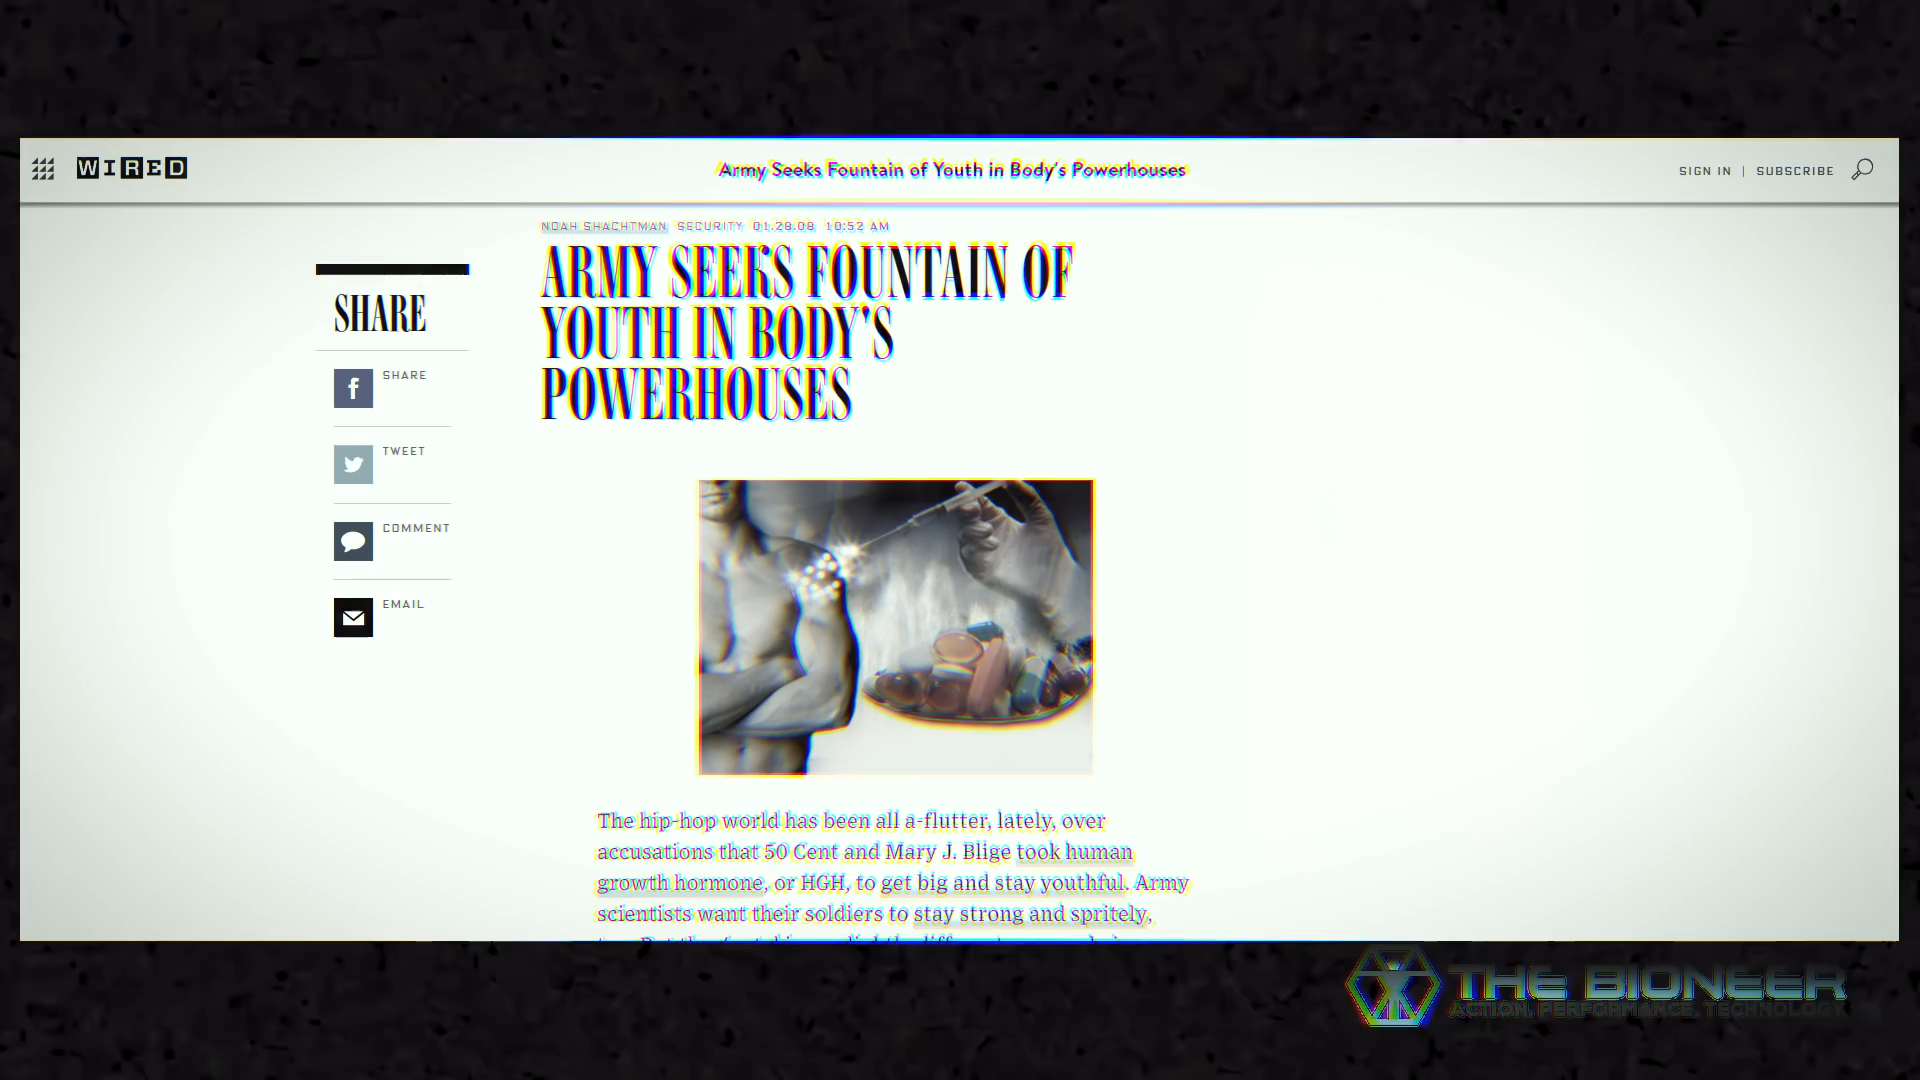 WIRED
Army Seeks Fountain of Youth in Body's Powerhouses
SIGN IN | SUBSCRIBE
NOAH SHACHTMAN SECURITY 01.28.08 10:52 AM
ARMY SEEKS FOUNTAIN OF
YOUTH IN BODY'S
POWERHOUSES
SHARE
SHARE
TWEET
COMMENT
EMAIL
The hip-hop world has been all a-flutter, lately, over
accusations that 50 Cent and Mary J. Blige took human
growth hormone, or HGH, to get big and stay youthful. Army
scientists want their soldiers to stay strong and spritely,
THE BIONEER
ACTION, PERFORMANCE, TECHNOLOGY